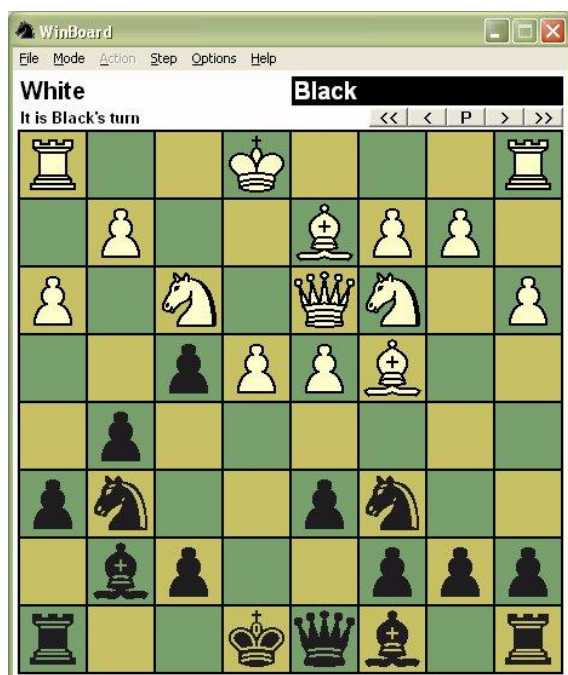 WinBoard
File Mode Action Step Options Help
White Black
It is Black's turn << < P > >>